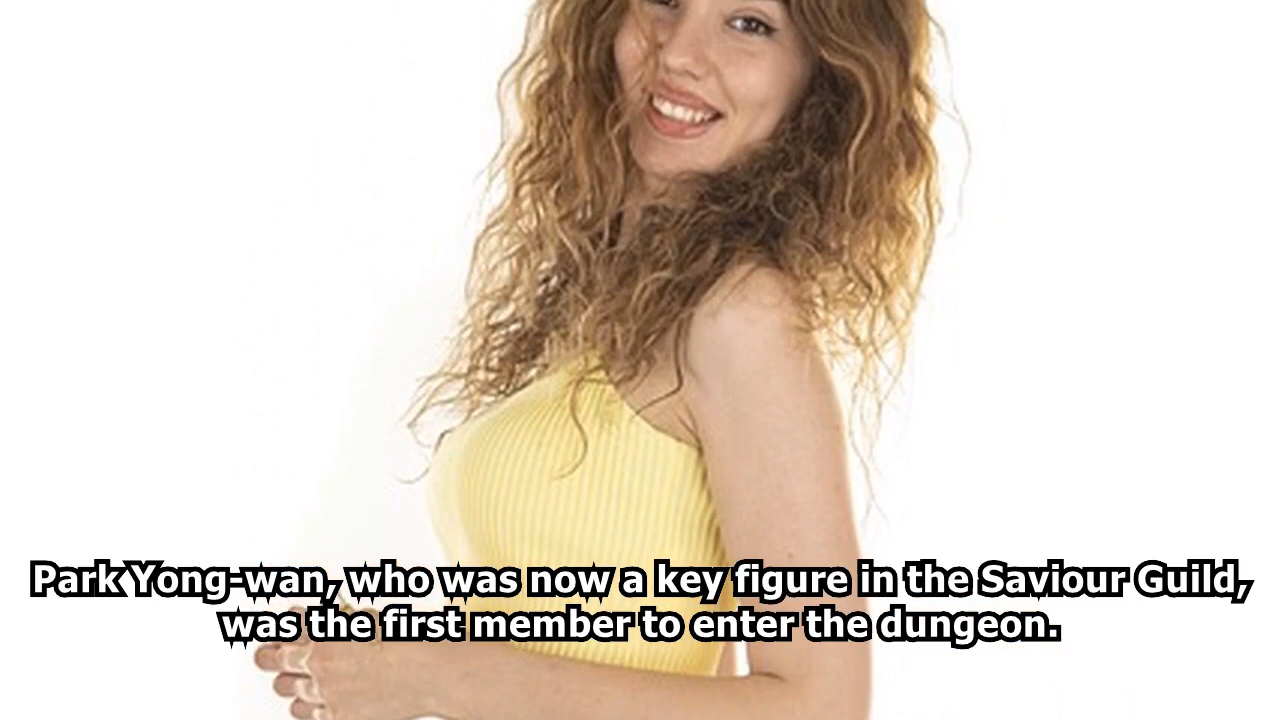 Park Yong-wan, who was now a key figure in the Saviour Guild,
was the first member to enter the dungeon.